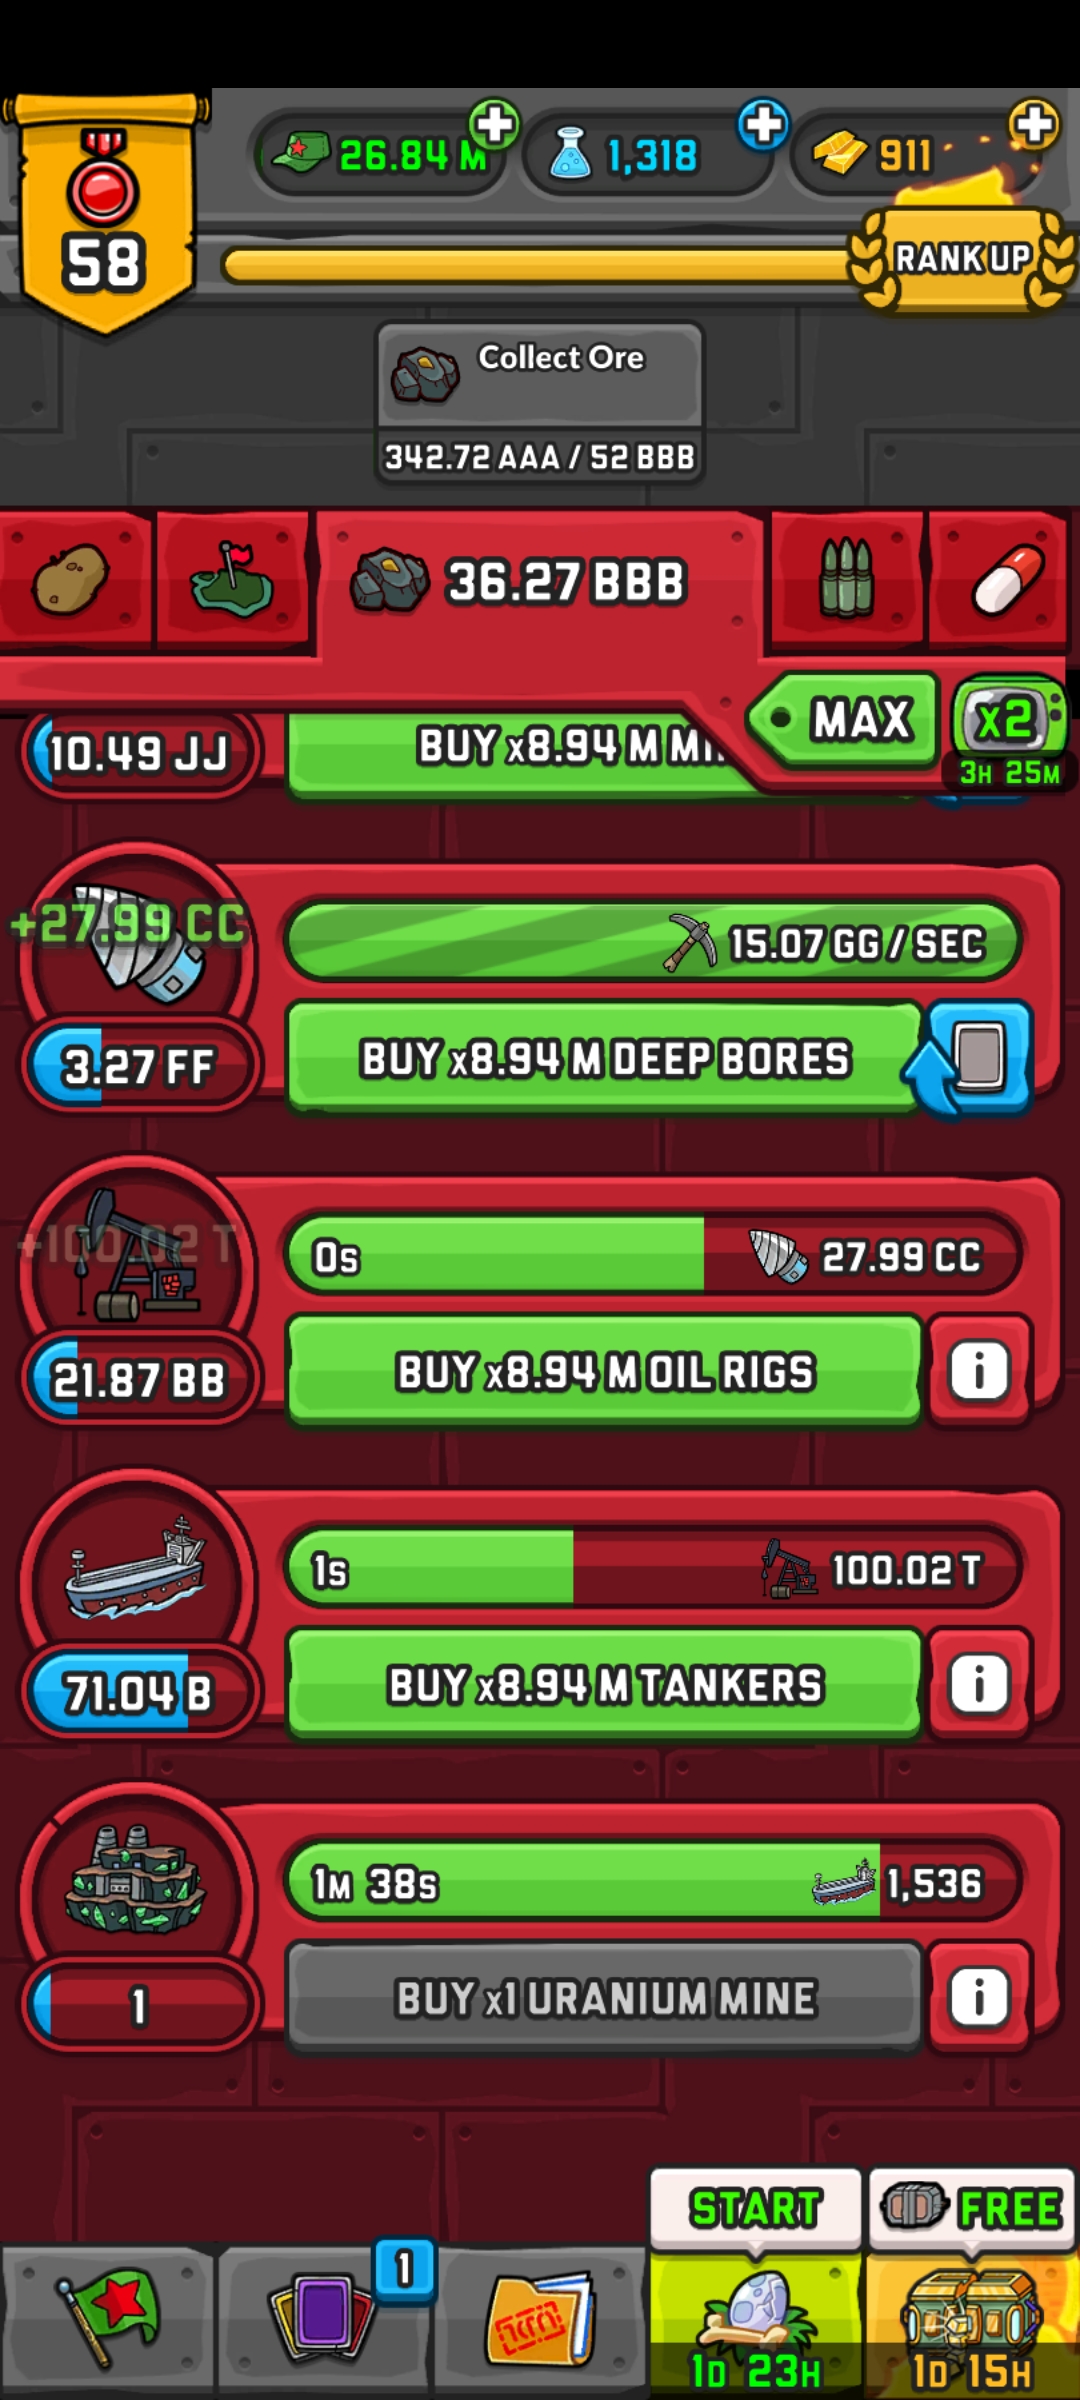 26.84 M
1,318
911
58
RANK UP
Collect Ore
342.72 AAA / 52 BBB
36.27 BBB
MAX
x2
3H 25M
10.49 JJ
BUY x8.94 M
+27.99 CC
15.07 GG / SEC
3.27 FF
BUY x8.94 M DEEP BORES
+100.02 T
0s
27.99 CC
21.87 BB
BUY x8.94 M OIL RIGS
i
1s
100.02 T
71.04 B
BUY x8.94 M TANKERS
i
1M 38s
1,536
1
BUY x1 URANIUM MINE
i
START
FREE
1
1D 23H
1D 15H